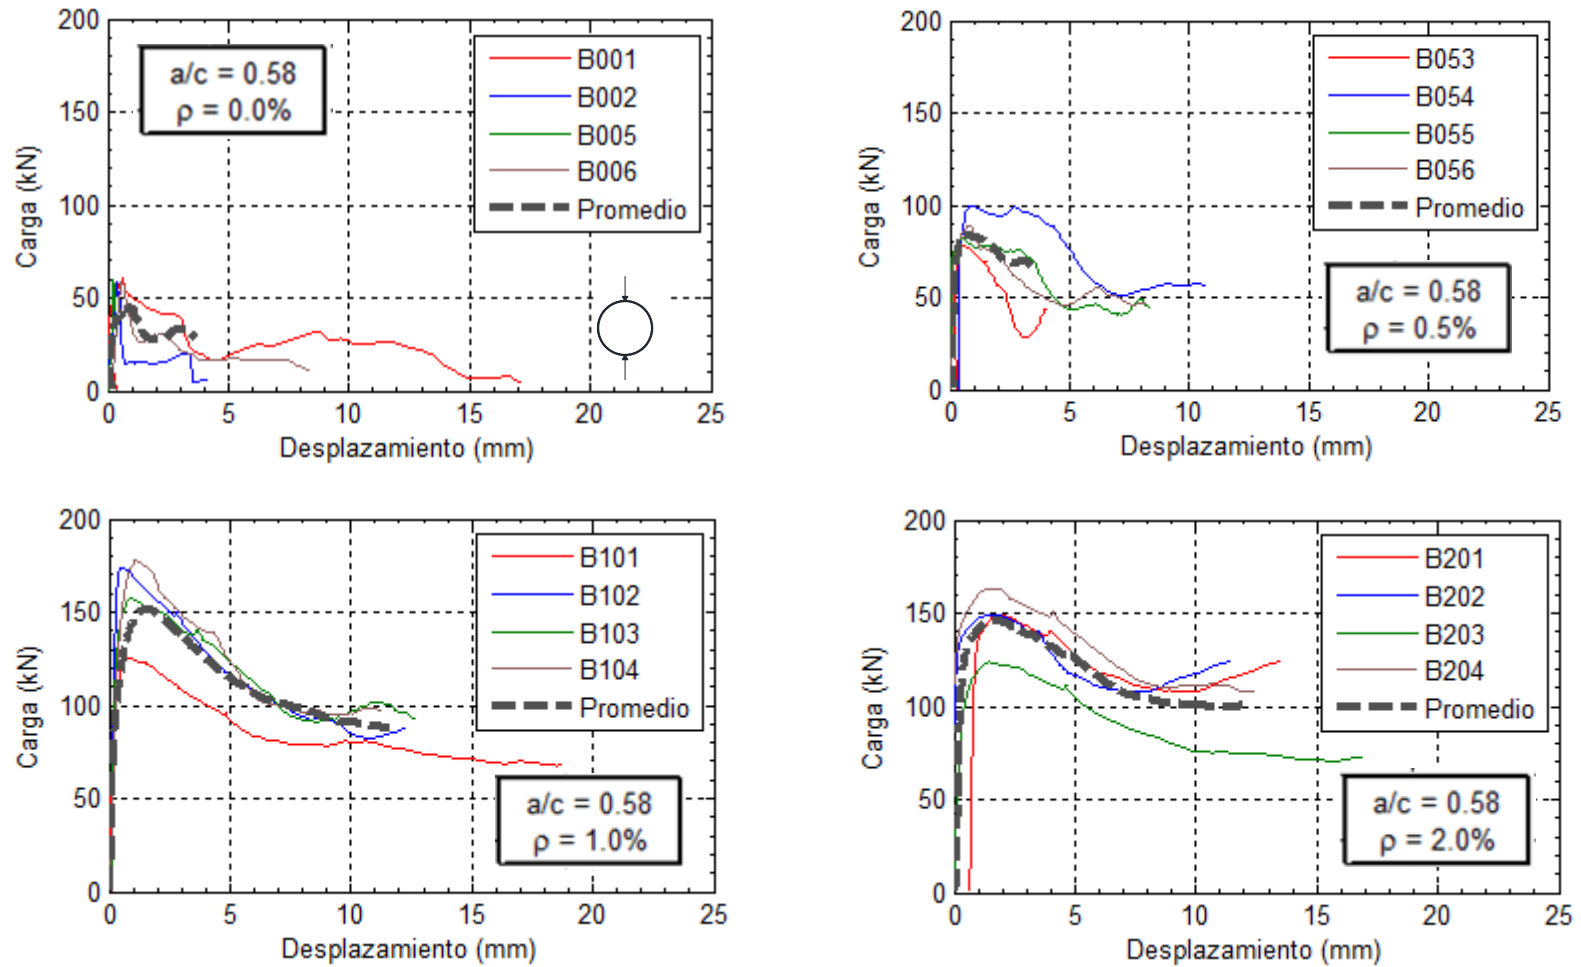 200
150
100
50
0
Carga (kN)
a/c = 0.58
ρ = 0.0%
B001
B002
B005
B006
Promedio
0 5 10 15 20 25
Desplazamiento (mm)
200
150
100
50
0
Carga (kN)
B053
B054
B055
B056
Promedio
a/c = 0.58
ρ = 0.5%
0 5 10 15 20 25
Desplazamiento (mm)
200
150
100
50
0
Carga (kN)
B101
B102
B103
B104
Promedio
a/c = 0.58
ρ = 1.0%
0 5 10 15 20 25
Desplazamiento (mm)
200
150
100
50
0
Carga (kN)
B201
B202
B203
B204
Promedio
a/c = 0.58
ρ = 2.0%
0 5 10 15 20 25
Desplazamiento (mm)